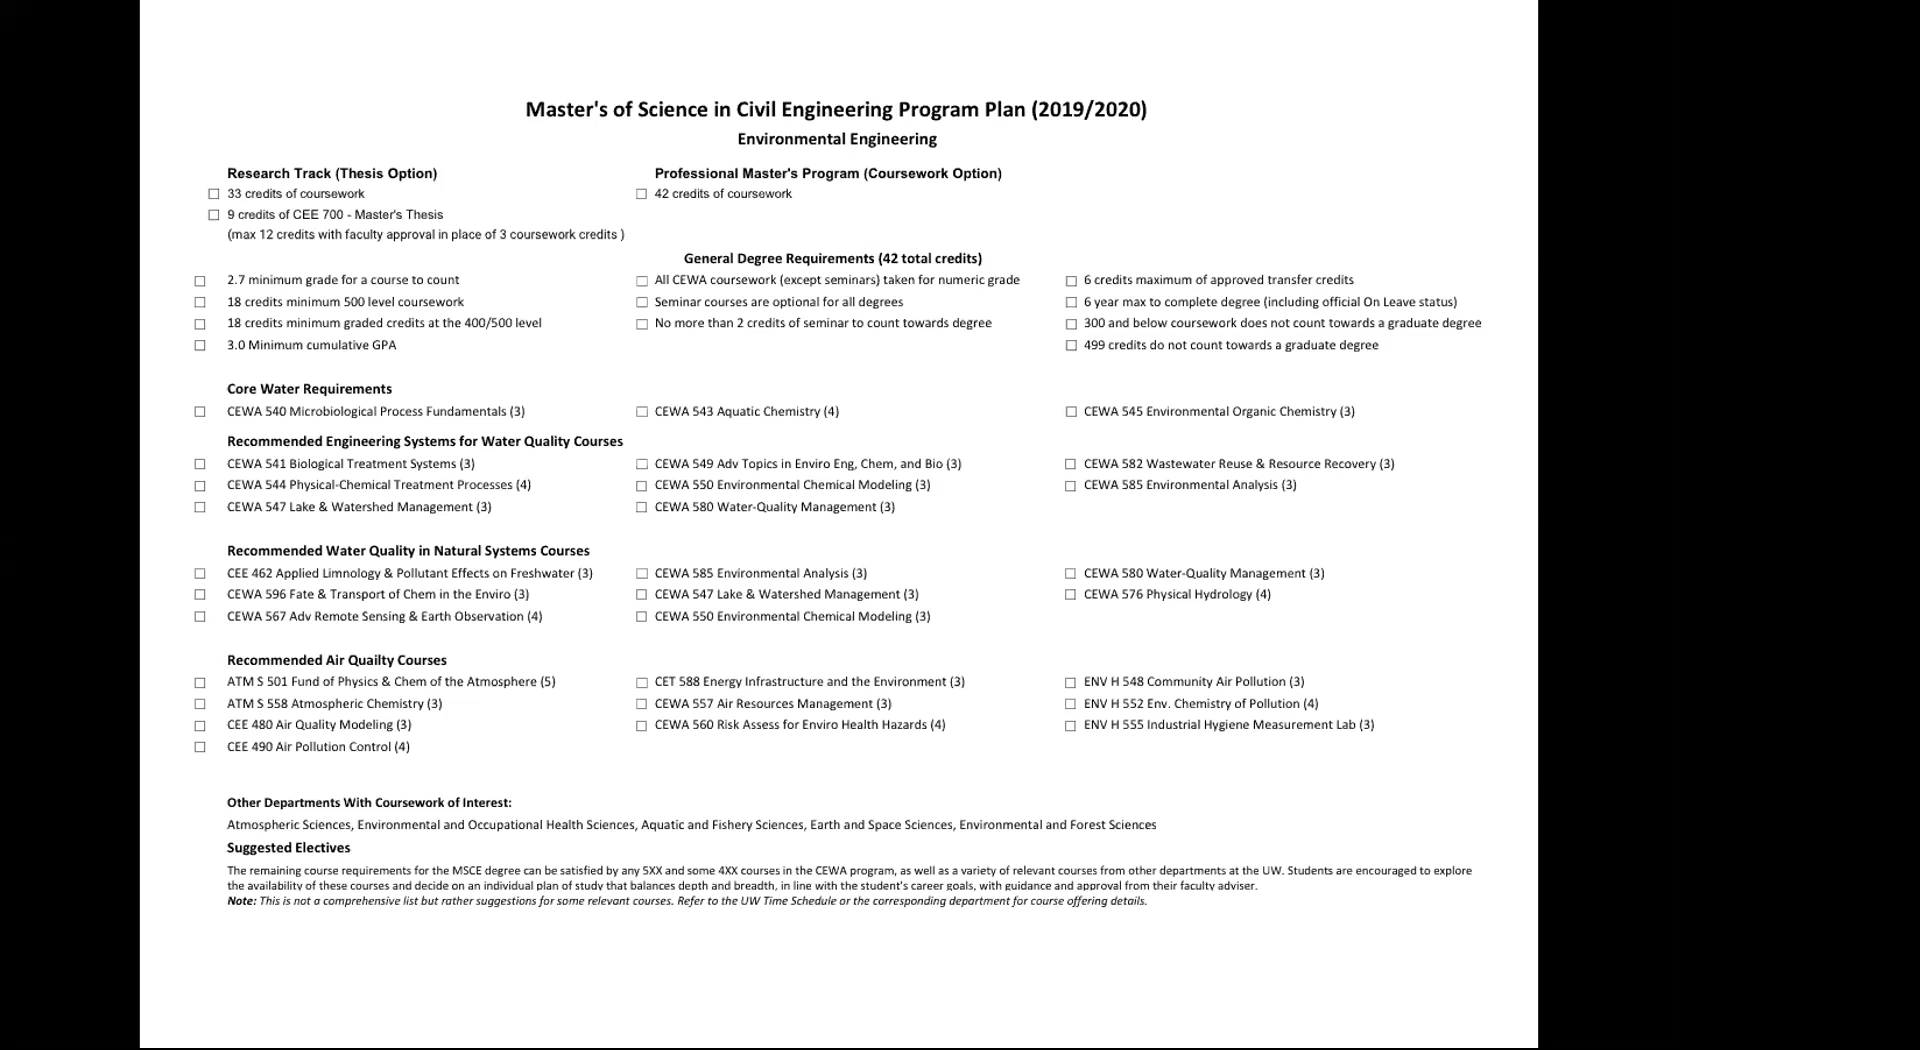 Master's of Science in Civil Engineering Program Plan (2019/2020)
Environmental Engineering
Research Track (Thesis Option)
33 credits of coursework
9 credits of CEE 700 - Master's Thesis
(max 12 credits with faculty approval in place of 3 coursework credits )
Professional Master's Program (Coursework Option)
42 credits of coursework
General Degree Requirements (42 total credits)
2.7 minimum grade for a course to count
18 credits minimum 500 level coursework
18 credits minimum graded credits at the 400/500 level
3.0 Minimum cumulative GPA
All CEWA coursework (except seminars) taken for numeric grade
Seminar courses are optional for all degrees
No more than 2 credits of seminar to count towards degree
6 credits maximum of approved transfer credits
6 year max to complete degree (including official On Leave status)
300 and below coursework does not count towards a graduate degree
499 credits do not count towards a graduate degree
Core Water Requirements
CEWA 540 Microbiological Process Fundamentals (3)
CEWA 543 Aquatic Chemistry (4)
CEWA 545 Environmental Organic Chemistry (3)
Recommended Engineering Systems for Water Quality Courses
CEWA 541 Biological Treatment Systems (3)
CEWA 544 Physical-Chemical Treatment Processes (4)
CEWA 547 Lake & Watershed Management (3)
CEWA 549 Adv Topics in Enviro Eng, Chem, and Bio (3)
CEWA 550 Environmental Chemical Modeling (3)
CEWA 580 Water-Quality Management (3)
CEWA 582 Wastewater Reuse & Resource Recovery (3)
CEWA 585 Environmental Analysis (3)
Recommended Water Quality in Natural Systems Courses
CEE 462 Applied Limnology & Pollutant Effects on Freshwater (3)
CEWA 596 Fate & Transport of Chem in the Enviro (3)
CEWA 567 Adv Remote Sensing & Earth Observation (4)
CEWA 585 Environmental Analysis (3)
CEWA 547 Lake & Watershed Management (3)
CEWA 550 Environmental Chemical Modeling (3)
CEWA 580 Water-Quality Management (3)
CEWA 576 Physical Hydrology (4)
Recommended Air Quailty Courses
ATM S 501 Fund of Physics & Chem of the Atmosphere (5)
ATM S 558 Atmospheric Chemistry (3)
CEE 480 Air Quality Modeling (3)
CEE 490 Air Pollution Control (4)
CET 588 Energy Infrastructure and the Environment (3)
CEWA 557 Air Resources Management (3)
CEWA 560 Risk Assess for Enviro Health Hazards (4)
ENV H 548 Community Air Pollution (3)
ENV H 552 Env. Chemistry of Pollution (4)
ENV H 555 Industrial Hygiene Measurement Lab (3)
Other Departments With Coursework of Interest:
Atmospheric Sciences, Environmental and Occupational Health Sciences, Aquatic and Fishery Sciences, Earth and Space Sciences, Environmental and Forest Sciences
Suggested Electives
The remaining course requirements for the MSCE degree can be satisfied by any 5XX and some 4XX courses in the CEWA program, as well as a variety of relevant courses from other departments at the UW. Students are encouraged to explore
the availability of these courses and decide on an individual plan of study that balances depth and breadth, in line with the student's career goals, with guidance and approval from their faculty adviser.
Note: This is not a comprehensive list but rather suggestions for some relevant courses. Refer to the UW Time Schedule or the corresponding department for course offering details.